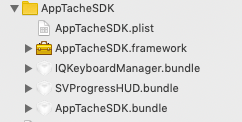 AppTacheSDK
AppTacheSDK.plist
AppTacheSDK.framework
IQKeyboardManager.bundle
SVProgressHUD.bundle
AppTacheSDK.bundle